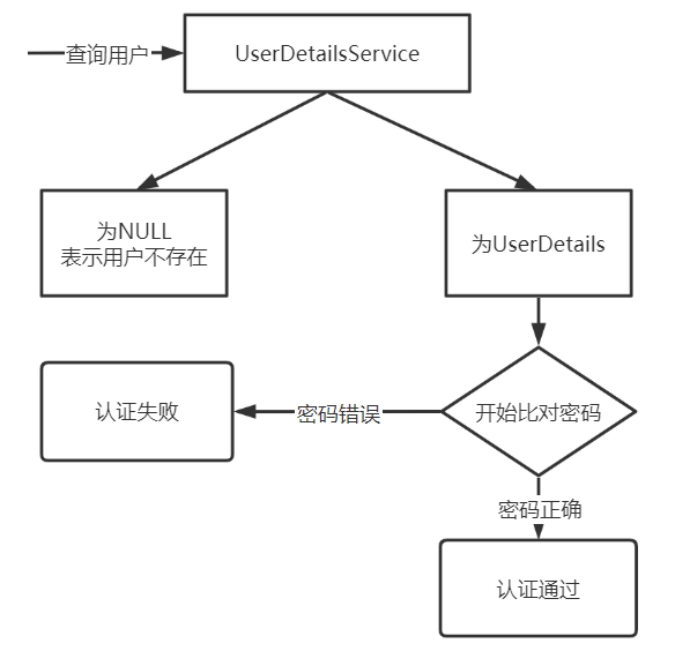 查询用户
UserDetailsService
为NULL
表示用户不存在
为UserDetails
认证失败
密码错误
开始比对密码
密码正确
认证通过